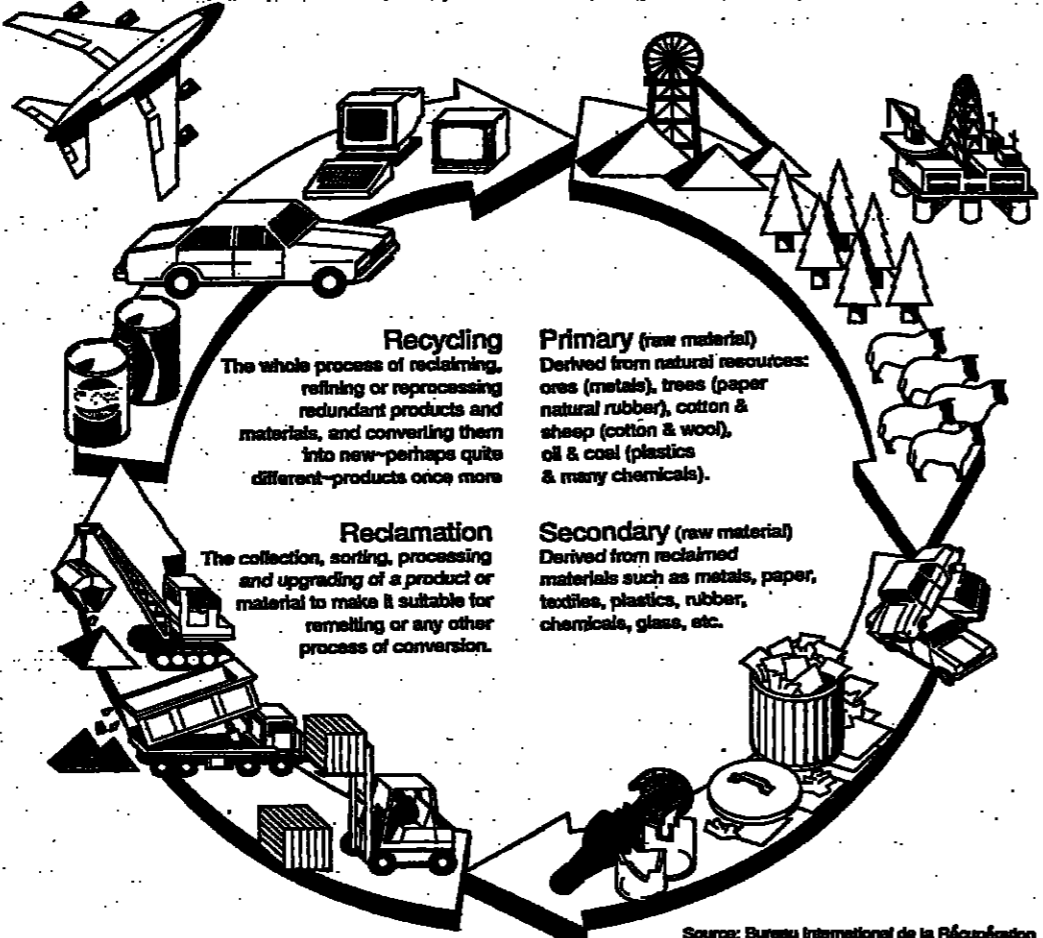 Recycling
The whole process of reclaiming,
refining or reprocessing
redundant products and
materials, and converting them
into new~perhaps quite
different~products once more
Primary (raw material)
Derived from natural resources:
ores (metals), trees (paper
natural rubber), cotton &
sheep (cotton & wool),
oil & coal (plastics
& many chemicals).
Reclamation
The collection, sorting, processing
and upgrading of a product or
material to make it suitable for
remelting or any other
process of conversion.
Secondary (raw material)
Derived from reclaimed
materials such as metals, paper,
textiles, plastics, rubber,
chemicals, glass, etc.
Source: Bureau International de la Récupération